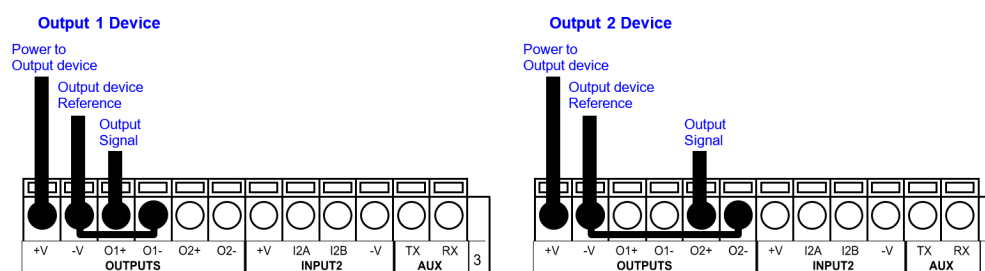 Output 1 Device
Power to
Output device
Output device
Reference
Output
Signal
+V -V O1+ O1- O2+ O2- +V I2A I2B -V TX RX
OUTPUTS INPUT2 AUX 3
Output 2 Device
Power to
Output device
Output device
Reference
Output
Signal
+V -V O1+ O1- O2+ O2- +V I2A I2B -V TX RX
OUTPUTS INPUT2 AUX